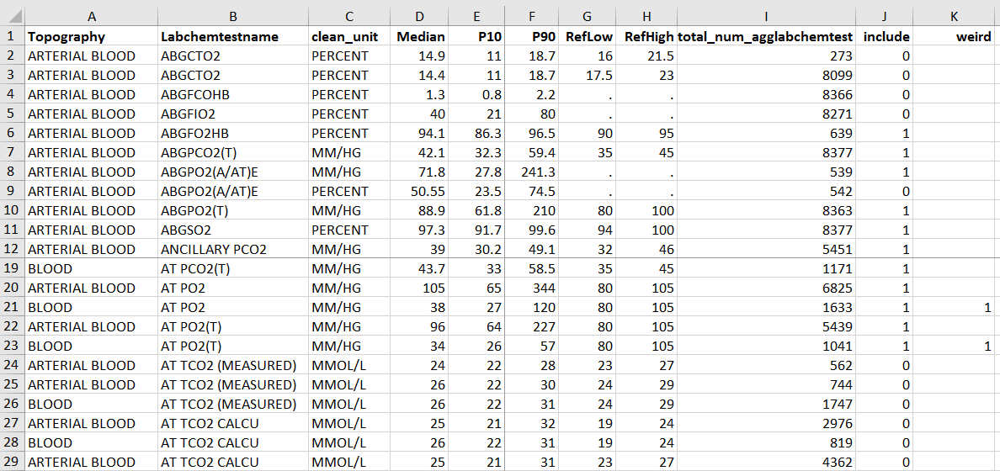 A B C D E F G H I J K
1 Topography Labchemtestname clean_unit Median P10 P90 RefLow RefHigh total_num_agglabchemtest include weird
2 ARTERIAL BLOOD ABGCTO2 PERCENT 14.9 11 18.7 16 21.5 273 0
3 ARTERIAL BLOOD ABGCTO2 PERCENT 14.4 11 18.7 17.5 23 8099 0
4 ARTERIAL BLOOD ABGFCOHB PERCENT 1.3 0.8 2.2 . . 8366 0
5 ARTERIAL BLOOD ABGFIO2 PERCENT 40 21 80 . . 8271 0
6 ARTERIAL BLOOD ABGFO2HB PERCENT 94.1 86.3 96.5 90 95 639 1
7 ARTERIAL BLOOD ABGPCO2(T) MM/HG 42.1 32.3 59.4 35 45 8377 1
8 ARTERIAL BLOOD ABGPO2(A/AT)E MM/HG 71.8 27.8 241.3 . . 539 1
9 ARTERIAL BLOOD ABGPO2(A/AT)E PERCENT 50.55 23.5 74.5 . . 542 0
10 ARTERIAL BLOOD ABGPO2(T) MM/HG 88.9 61.8 210 80 100 8363 1
11 ARTERIAL BLOOD ABGSO2 PERCENT 97.3 91.7 99.6 94 100 8377 1
12 ARTERIAL BLOOD ANCILLARY PCO2 MM/HG 39 30.2 49.1 32 46 5451 1
19 BLOOD AT PCO2(T) MM/HG 43.7 33 58.5 35 45 1171 1
20 ARTERIAL BLOOD AT PO2 MM/HG 105 65 344 80 105 6825 1
21 BLOOD AT PO2 MM/HG 38 27 120 80 105 1633 1 1
22 ARTERIAL BLOOD AT PO2(T) MM/HG 96 64 227 80 105 5439 1
23 BLOOD AT PO2(T) MM/HG 34 26 57 80 105 1041 1 1
24 ARTERIAL BLOOD AT TCO2 (MEASURED) MMOL/L 24 22 28 23 27 562 0
25 ARTERIAL BLOOD AT TCO2 (MEASURED) MMOL/L 26 22 30 24 29 744 0
26 BLOOD AT TCO2 (MEASURED) MMOL/L 26 22 31 24 29 1747 0
27 ARTERIAL BLOOD AT TCO2 CALCU MMOL/L 25 21 32 19 24 2976 0
28 BLOOD AT TCO2 CALCU MMOL/L 26 22 31 19 24 819 0
29 ARTERIAL BLOOD AT TCO2 CALCU MMOL/L 25 21 31 23 27 4362 0